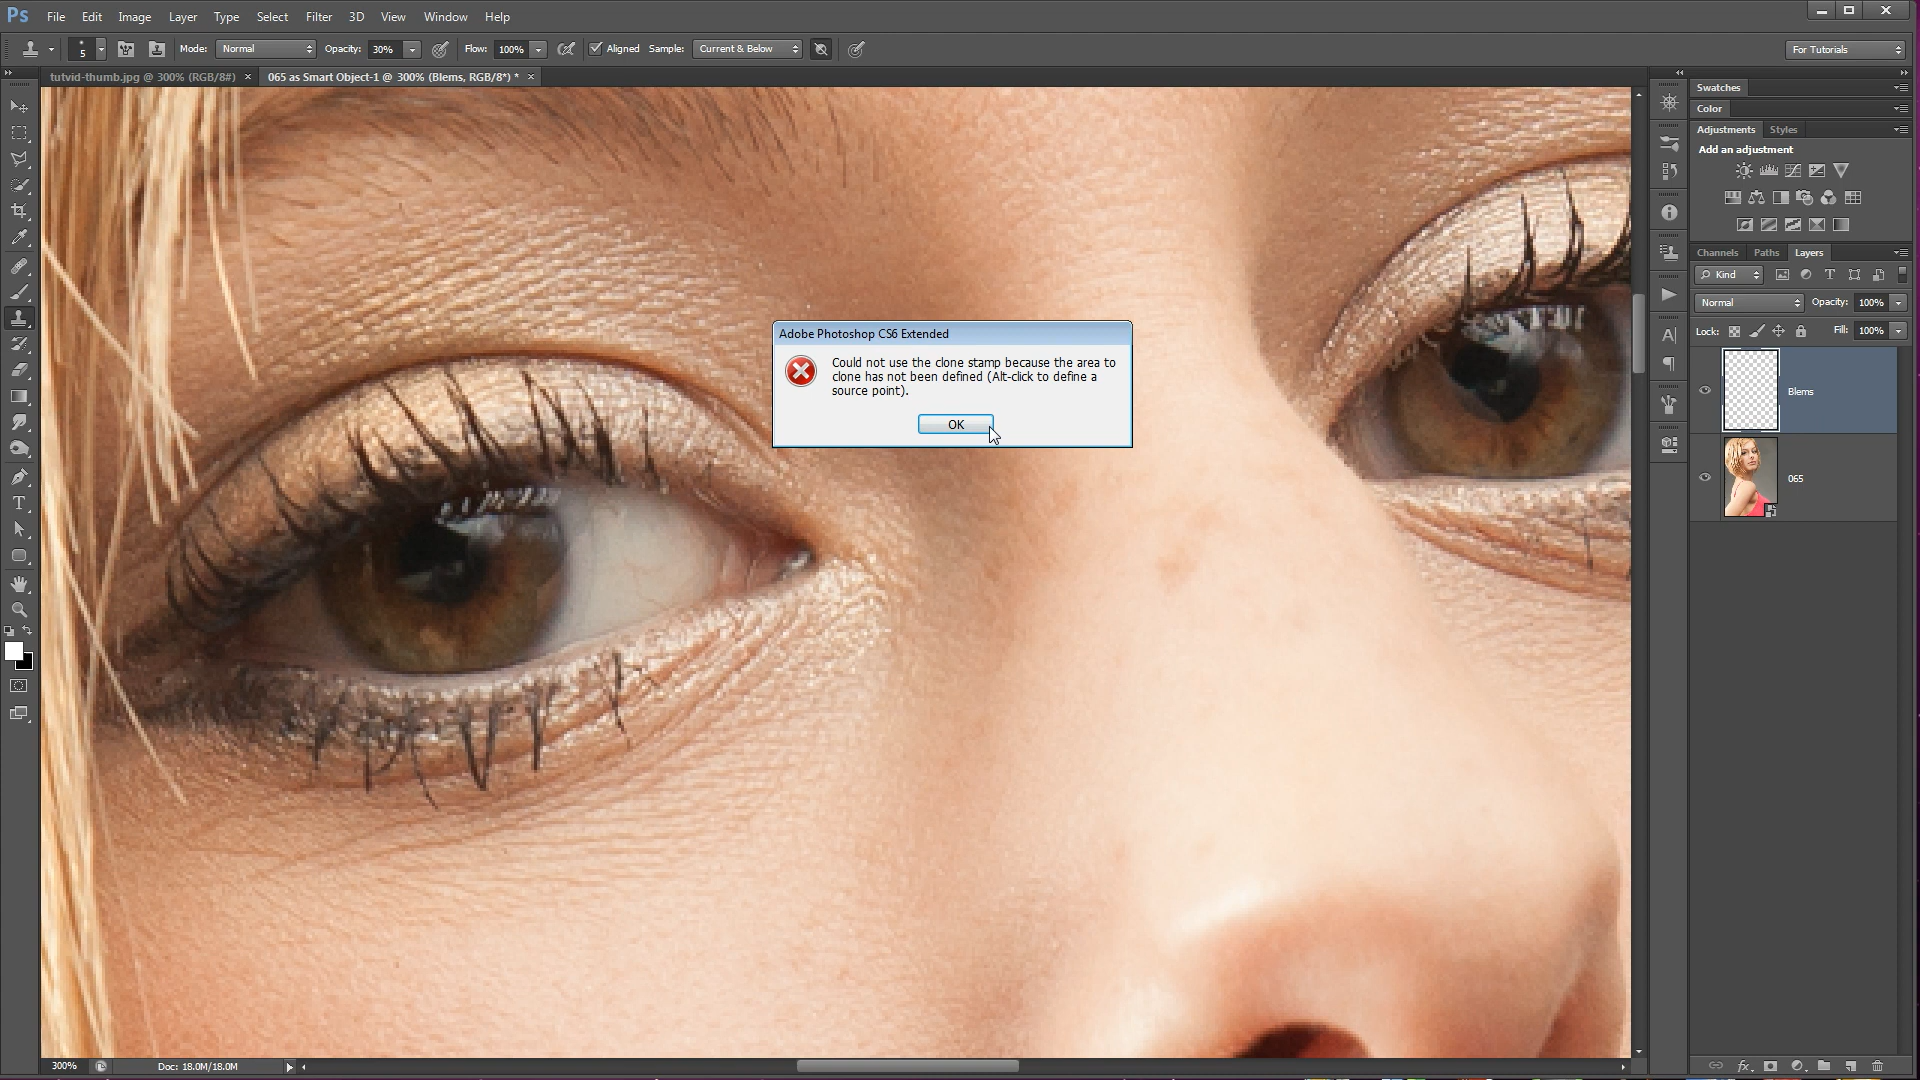 Ps File Edit Image Layer Type Select Filter 3D View Window Help
5 Mode: Normal Opacity: 30% Flow: 100% Aligned Sample: Current & Below For Tutorials
tutvid-thumb.jpg @ 300% (RGB/8#) × 065 as Smart Object-1 @ 300% (Blems, RGB/8*) * ×
Swatches
Color
Adjustments Styles
Add an adjustment
Channels Paths Layers
Kind
Normal Opacity: 100%
Lock: Fill: 100%
Blems
065
Adobe Photoshop CS6 Extended
Could not use the clone stamp because the area to
clone has not been defined (Alt-click to define a
source point).
OK
300% Doc: 18.0M/18.0M